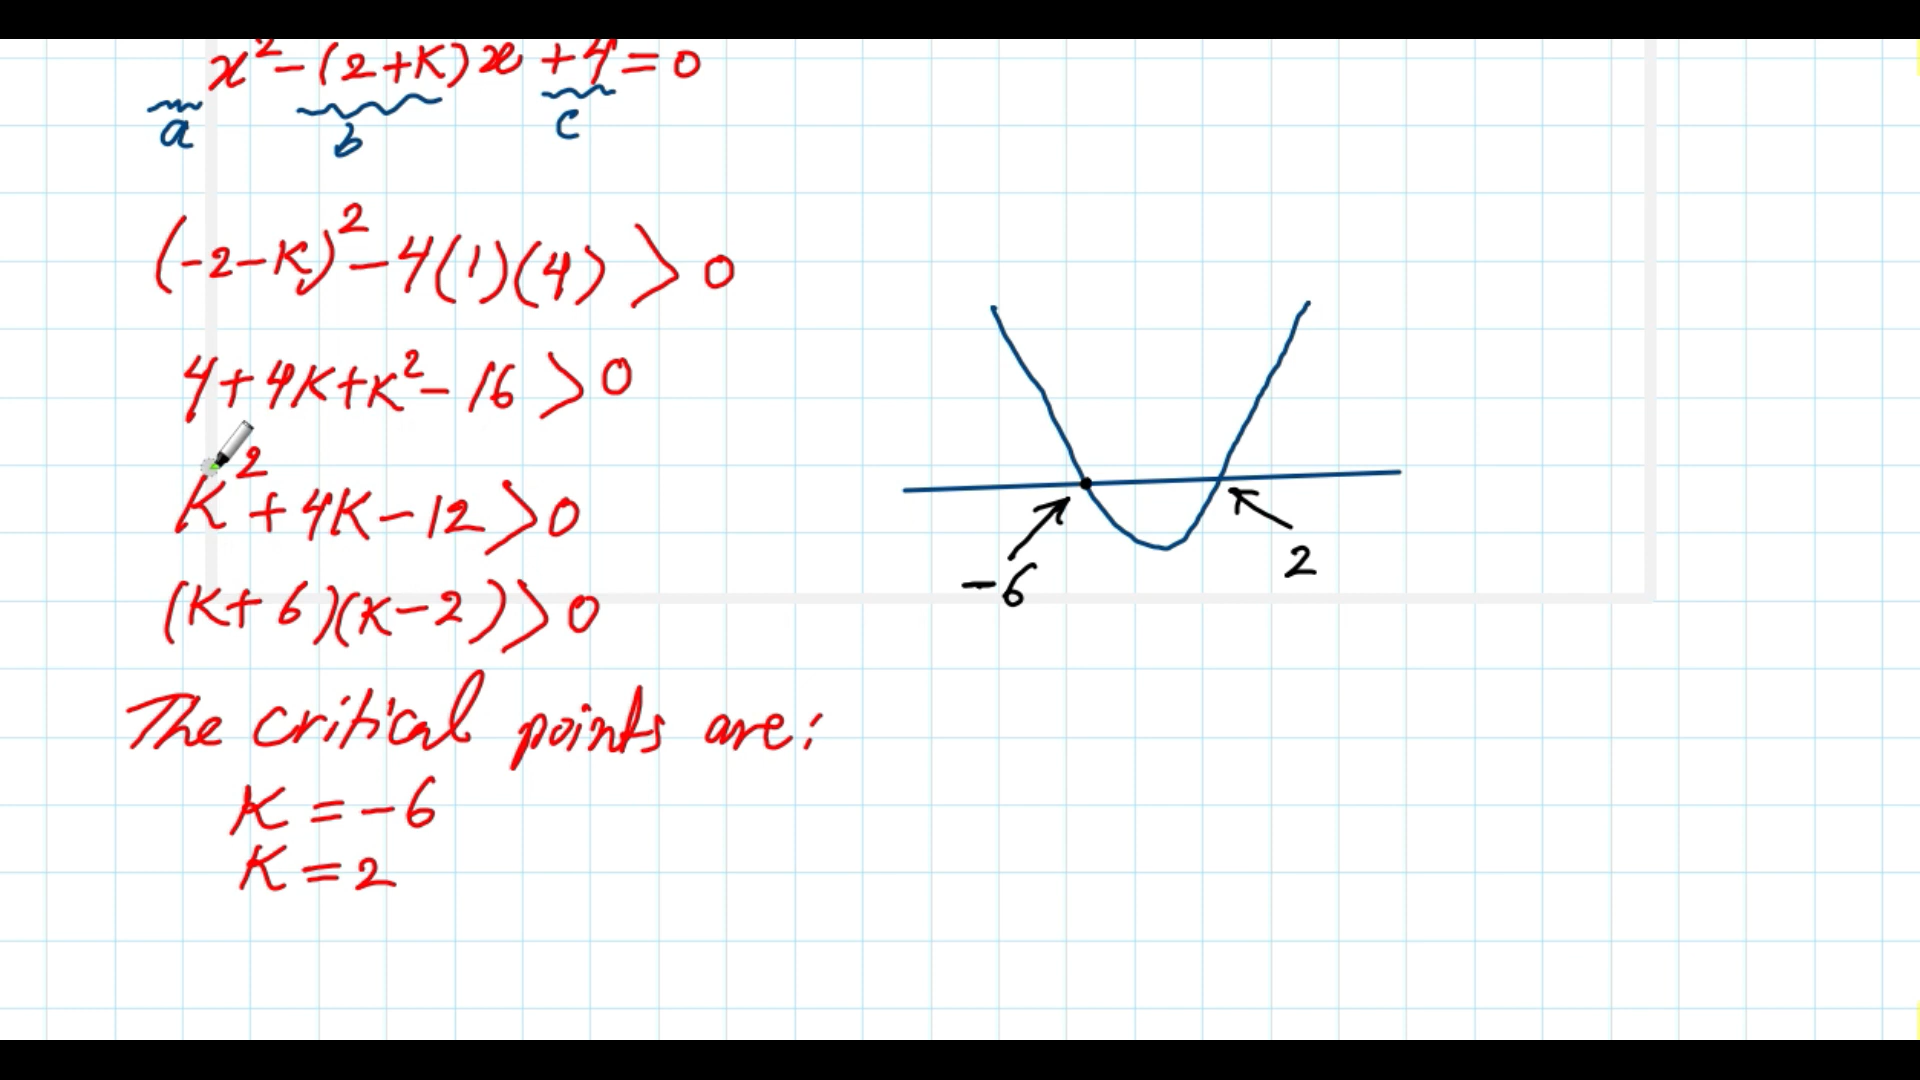 x² - (2+K)x + 4 = 0
a b c
(-2-K)² - 4(1)(4) > 0
4 + 4K + K² - 16 > 0
K² + 4K - 12 > 0
(K+6)(K-2) > 0
The critical points are:
K = -6
K = 2
-6
2